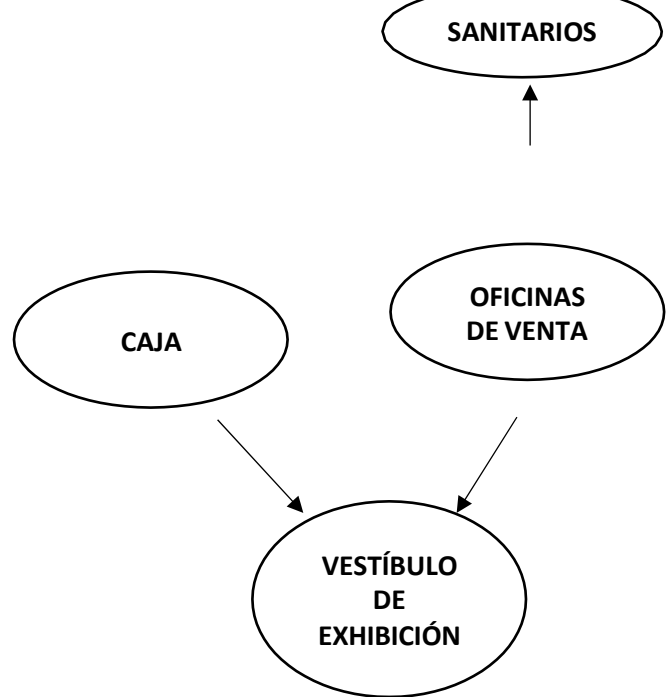 SANITARIOS
CAJA
OFICINAS
DE VENTA
VESTÍBULO
DE
EXHIBICIÓN